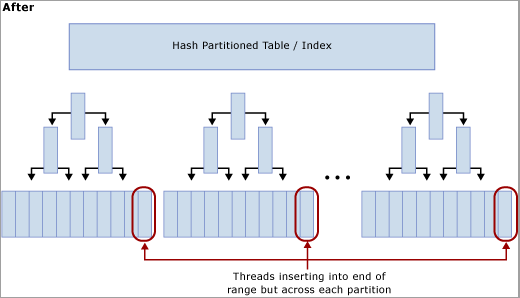 After
Hash Partitioned Table / Index
Threads inserting into end of
range but across each partition